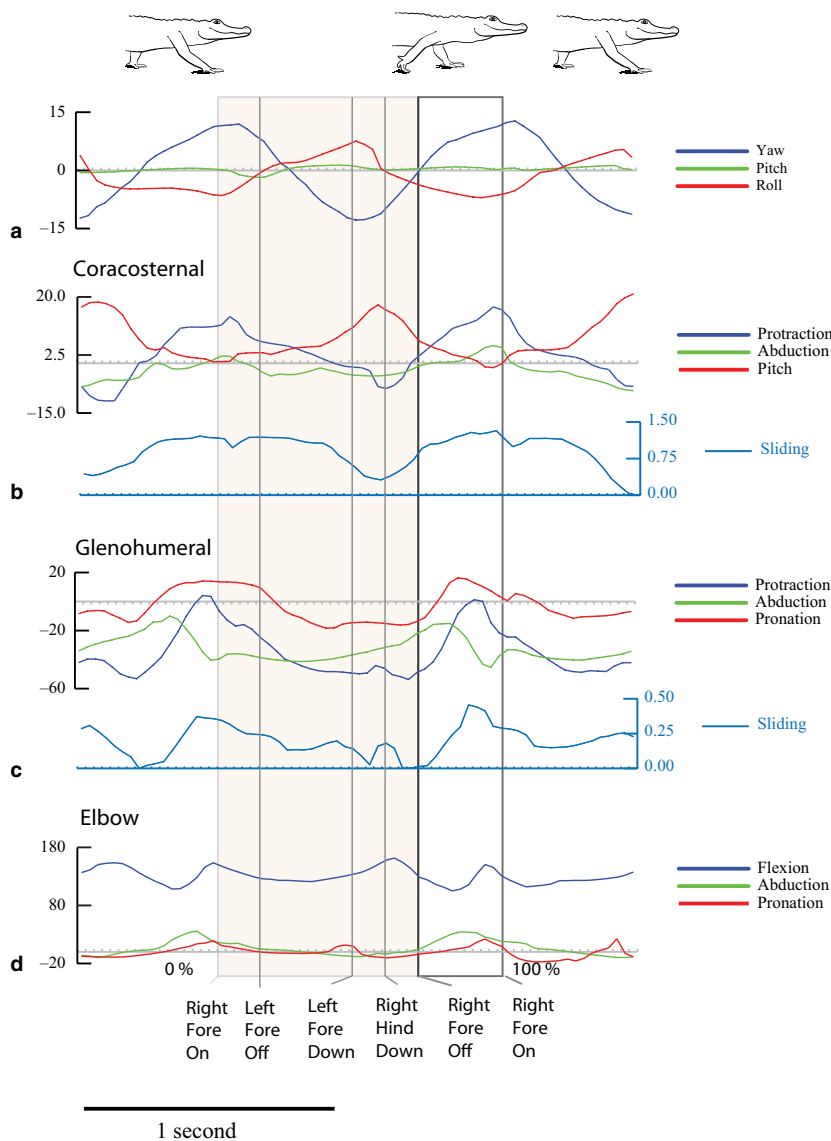 15
0
−15
Yaw
Pitch
Roll
a
Coracosternal
20.0
2.5
−15.0
Protraction
Abduction
Pitch
1.50
0.75
0.00
Sliding
b
Glenohumeral
20
−20
−60
Protraction
Abduction
Pronation
0.50
0.25
0.00
Sliding
c
Elbow
180
80
−20
Flexion
Abduction
Pronation
d
0 %
100 %
Right
Fore
On
Left
Fore
Off
Left
Fore
Down
Right
Hind
Down
Right
Fore
Off
Right
Fore
On
1 second